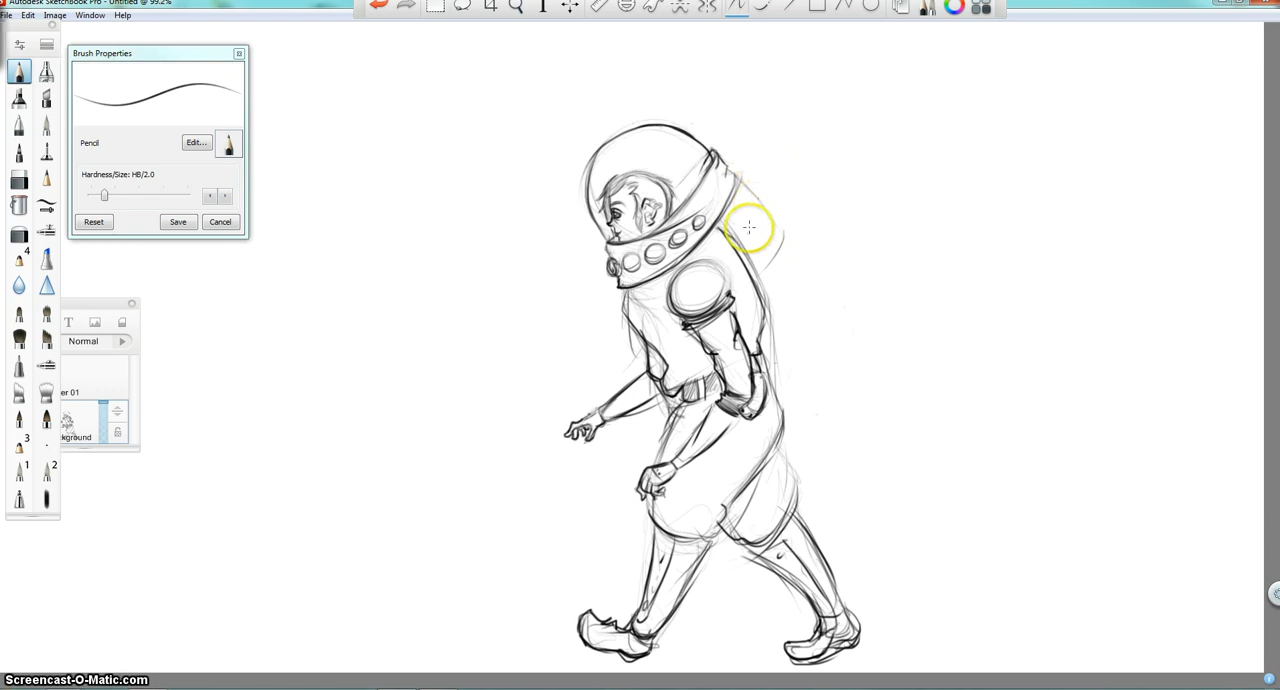 Autodesk SketchBook Pro - Untitled @ 99.2%
File Edit Image Window Help
Brush Properties
Pencil
Edit...
Hardness/Size: HB/2.0
Reset Save Cancel
4
T
Normal
er 01
kground
3
1 2
Screencast-O-Matic.com